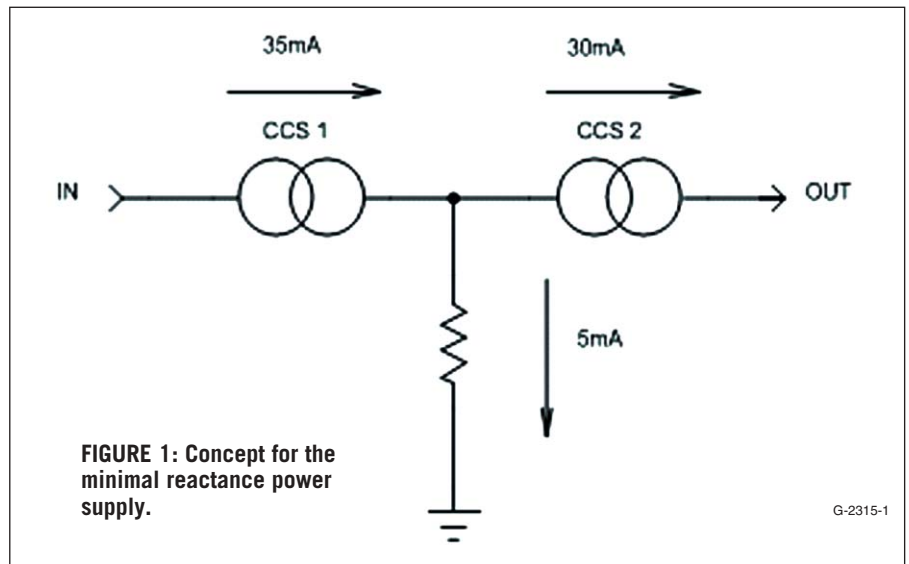 35mA
30mA
CCS 1
CCS 2
IN
OUT
5mA
FIGURE 1: Concept for the
minimal reactance power
supply.
G-2315-1